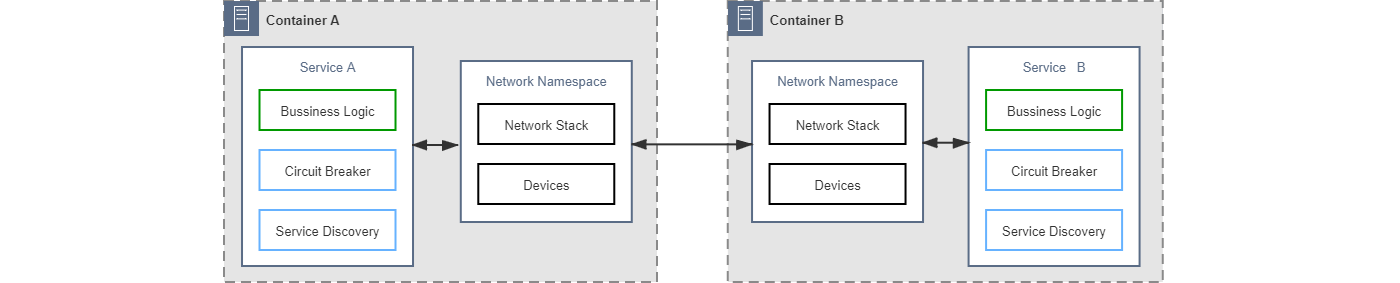 Container A
Service A
Bussiness Logic
Circuit Breaker
Service Discovery
Network Namespace
Network Stack
Devices
Container B
Network Namespace
Network Stack
Devices
Service B
Bussiness Logic
Circuit Breaker
Service Discovery